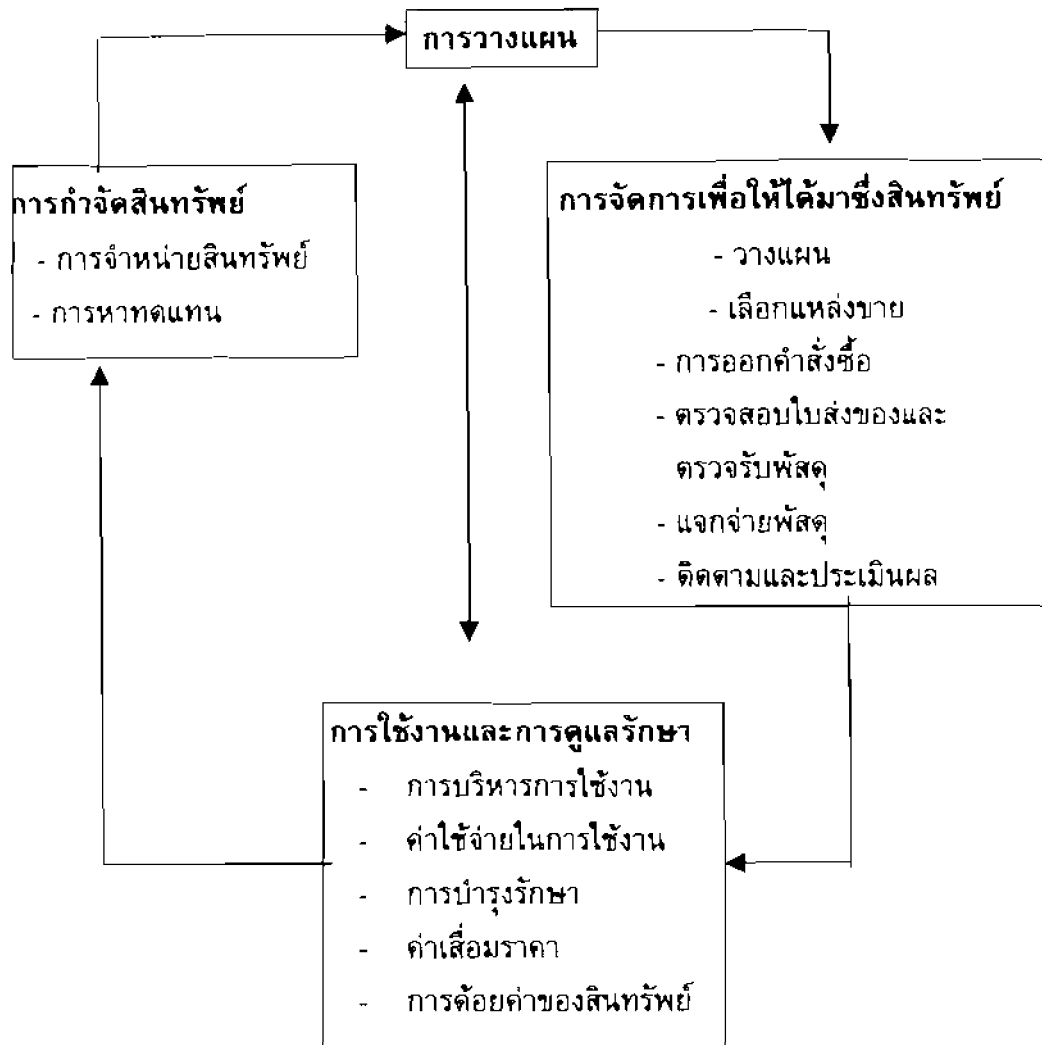 การวางแผน
การกำจัดสินทรัพย์
- การจำหน่ายสินทรัพย์
- การหาทดแทน
การจัดการเพื่อให้ได้มาซึ่งสินทรัพย์
- วางแผน
- เลือกแหล่งขาย
- การออกคำสั่งซื้อ
- ตรวจสอบใบส่งของและ
ตรวจรับพัสดุ
- แจกจ่ายพัสดุ
- ติดตามและประเมินผล
การใช้งานและการดูแลรักษา
- การบริหารการใช้งาน
- ค่าใช้จ่ายในการใช้งาน
- การบำรุงรักษา
- ค่าเสื่อมราคา
- การด้อยค่าของสินทรัพย์